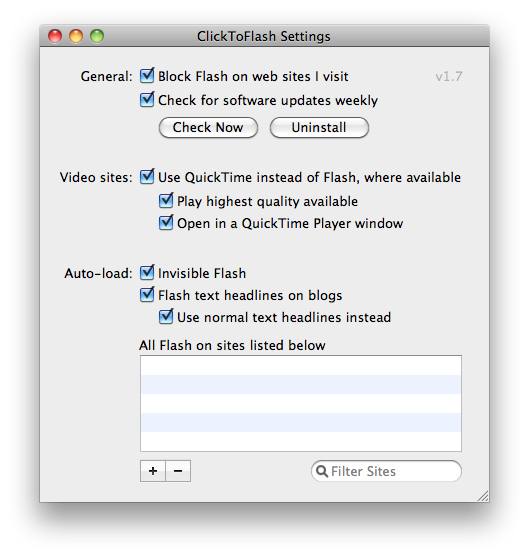 ClickToFlash Settings
General: Block Flash on web sites I visit v1.7
Check for software updates weekly
Check Now Uninstall
Video sites: Use QuickTime instead of Flash, where available
Play highest quality available
Open in a QuickTime Player window
Auto-load: Invisible Flash
Flash text headlines on blogs
Use normal text headlines instead
All Flash on sites listed below
+ − Filter Sites